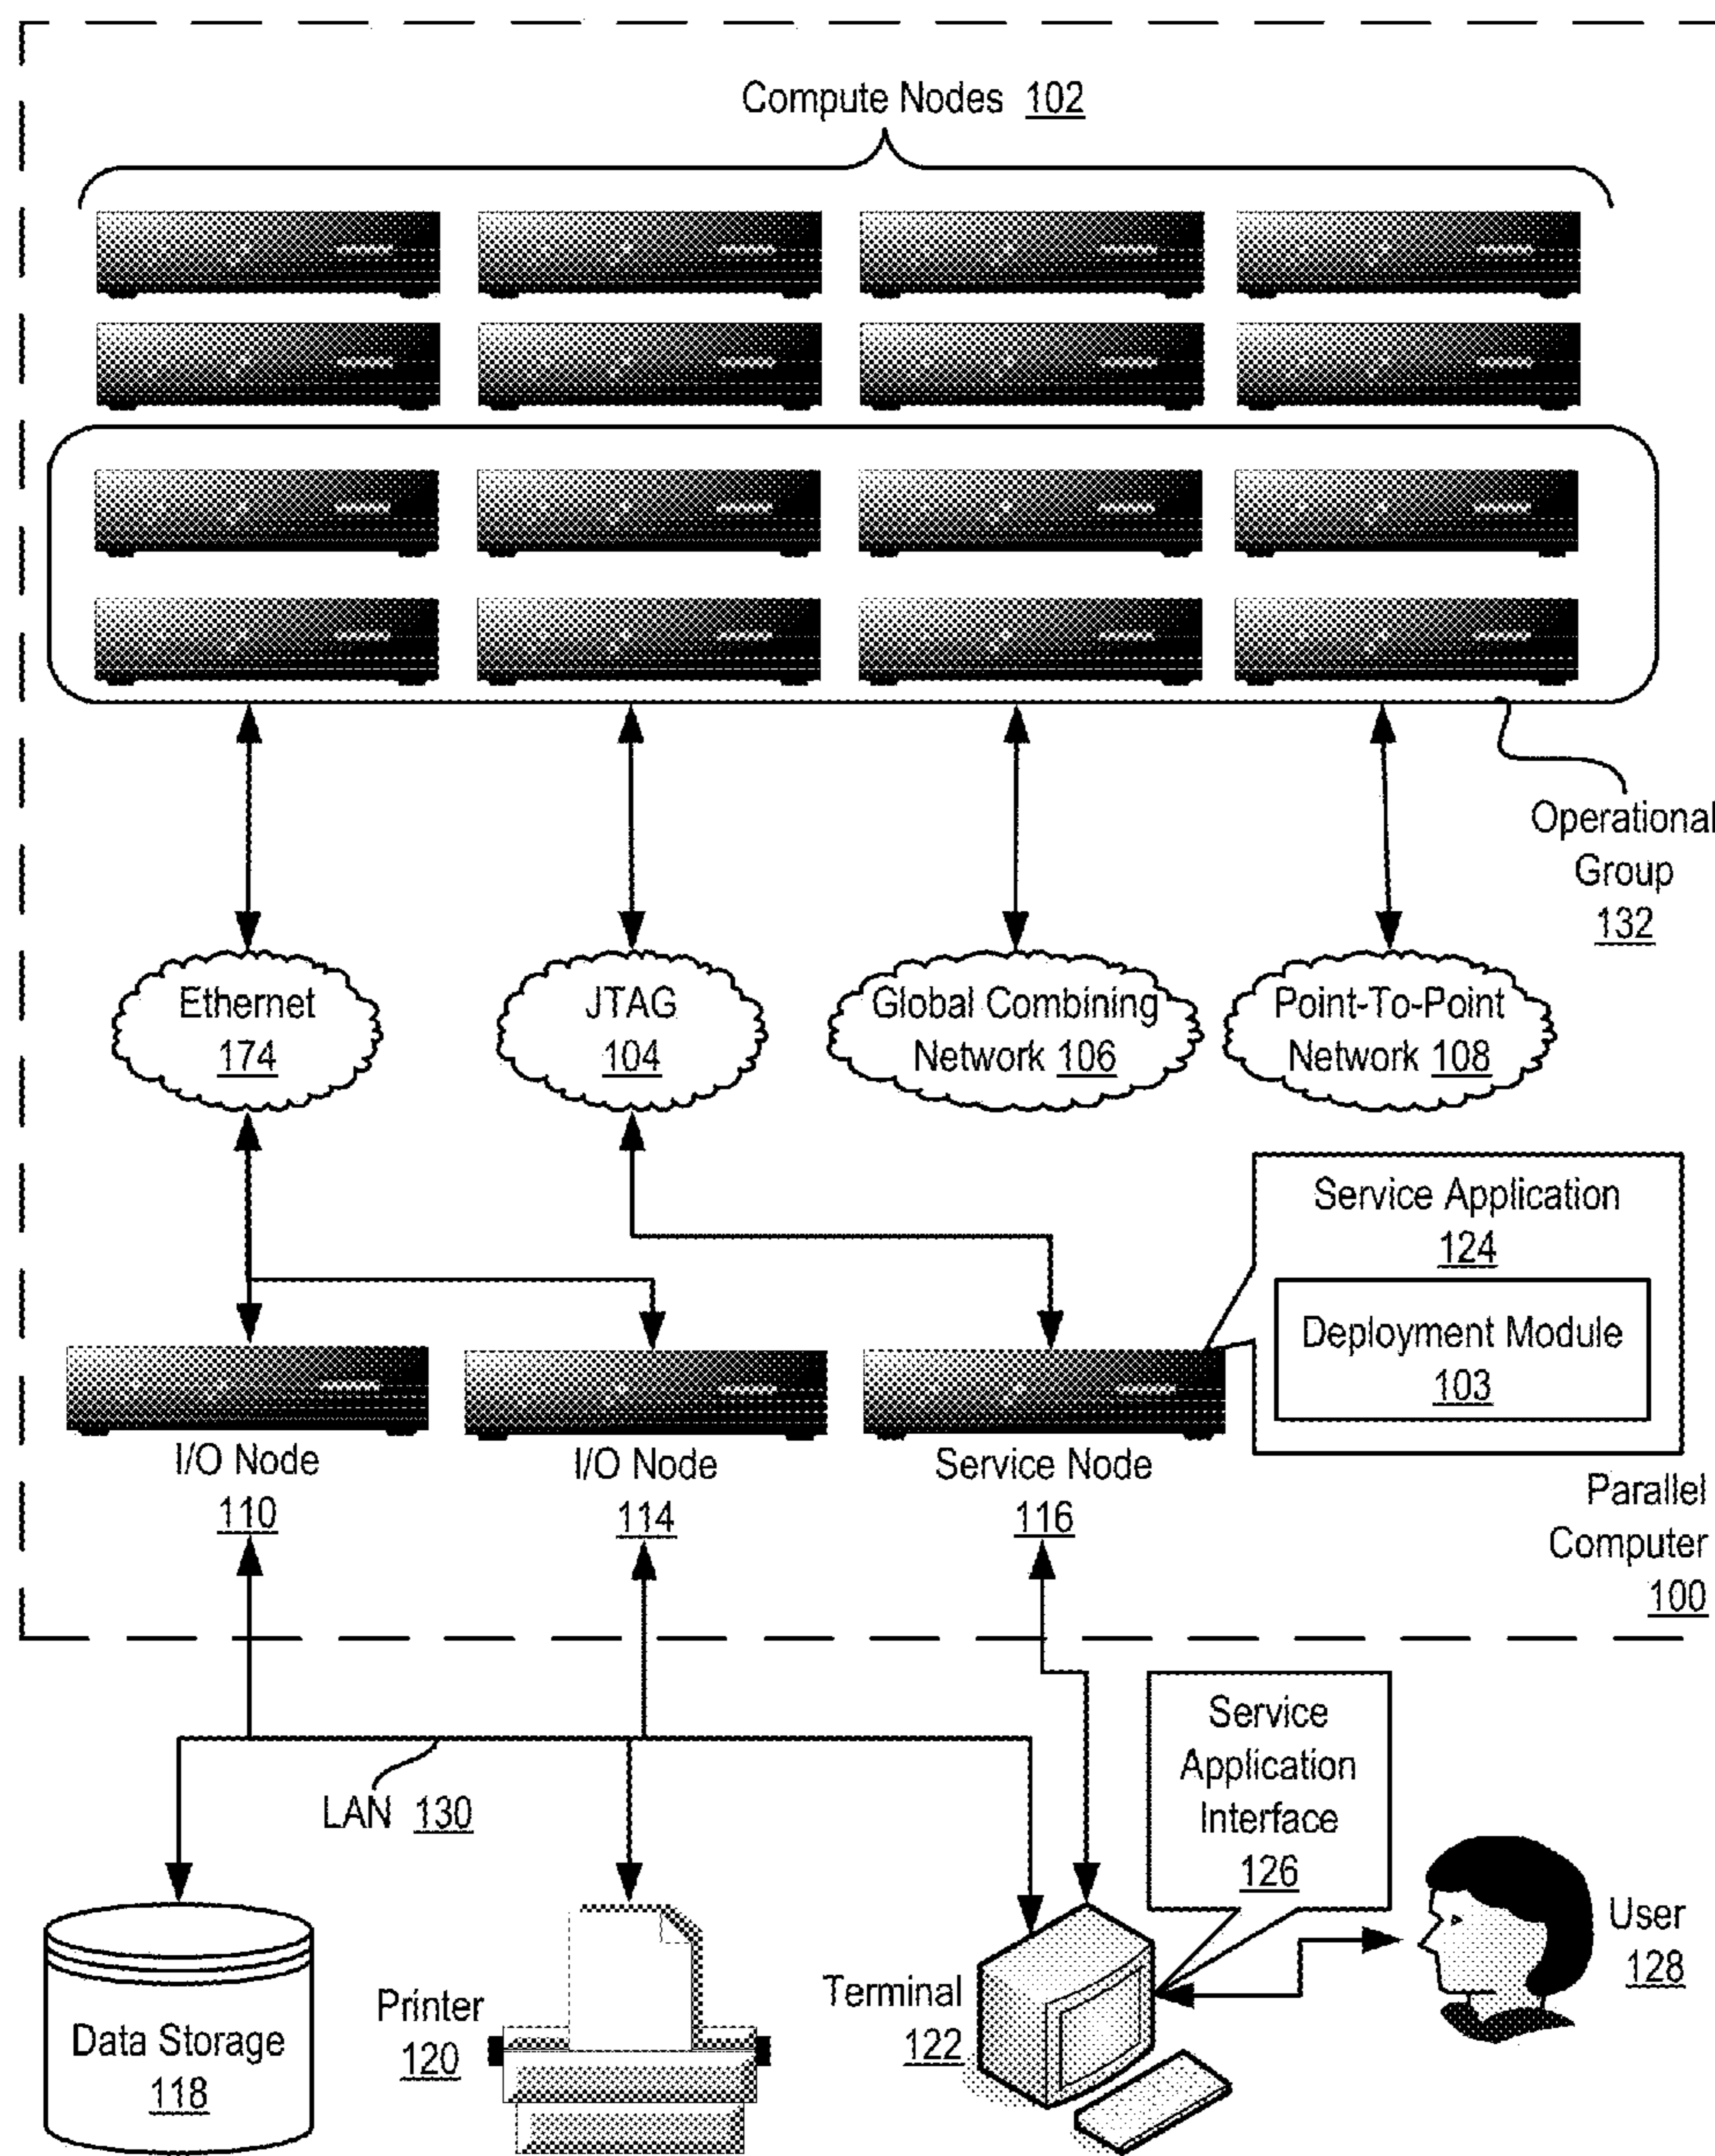 Compute Nodes 102
Operational
Group
132
Ethernet
174
JTAG
104
Global Combining
Network 106
Point-To-Point
Network 108
Service Application
124
Deployment Module
103
I/O Node
110
I/O Node
114
Service Node
116
Parallel
Computer
100
Service
Application
Interface
126
LAN 130
User
128
Data Storage
118
Printer
120
Terminal
122